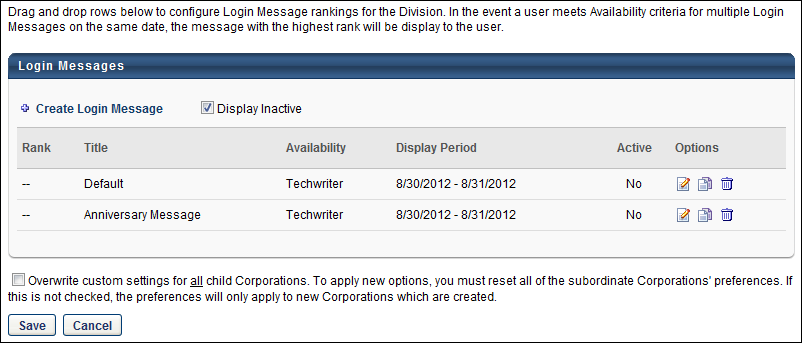 Drag and drop rows below to configure Login Message rankings for the Division. In the event a user meets Availability criteria for multiple Login
Messages on the same date, the message with the highest rank will be display to the user.
Login Messages
Create Login Message Display Inactive
Rank Title Availability Display Period Active Options
-- Default Techwriter 8/30/2012 - 8/31/2012 No
-- Anniversary Message Techwriter 8/30/2012 - 8/31/2012 No
Overwrite custom settings for all child Corporations. To apply new options, you must reset all of the subordinate Corporations' preferences. If
this is not checked, the preferences will only apply to new Corporations which are created.
Save Cancel